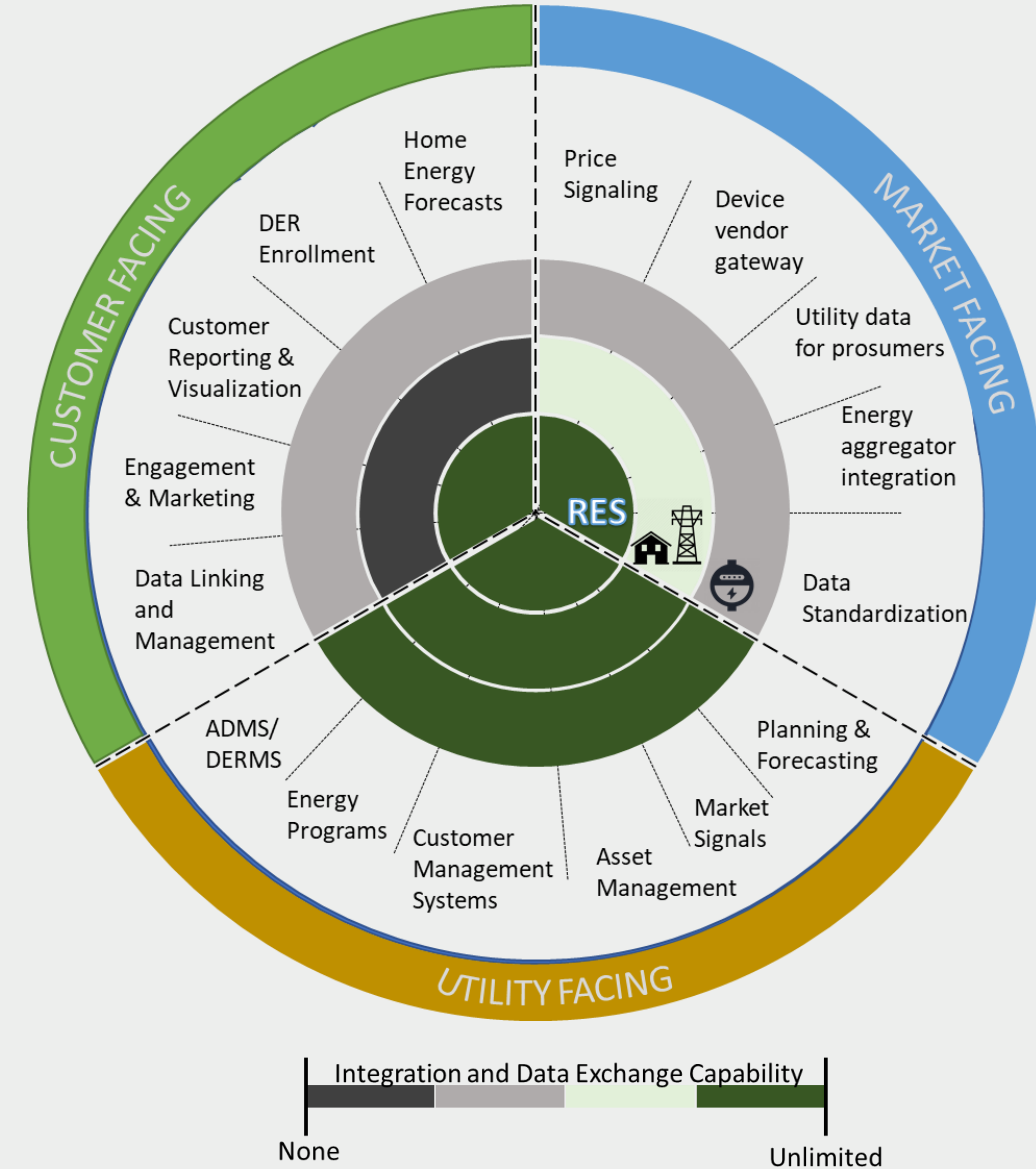 CUSTOMER FACING
MARKET FACING
UTILITY FACING
Home
Energy
Forecasts
DER
Enrollment
Customer
Reporting &
Visualization
Engagement
& Marketing
Data Linking
and
Management
Price
Signaling
Device
vendor
gateway
Utility data
for prosumers
Energy
aggregator
integration
Data
Standardization
RES
ADMS/
DERMS
Energy
Programs
Customer
Management
Systems
Asset
Management
Market
Signals
Planning &
Forecasting
Integration and Data Exchange Capability
None
Unlimited